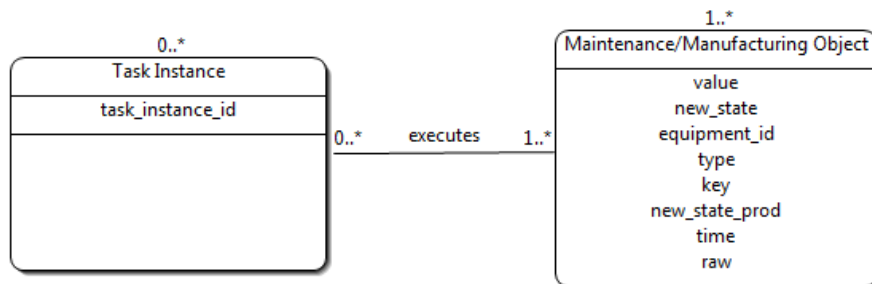 0..*
Task Instance
task_instance_id
0..*
executes
1..*
1..*
Maintenance/Manufacturing Object
value
new_state
equipment_id
type
key
new_state_prod
time
raw